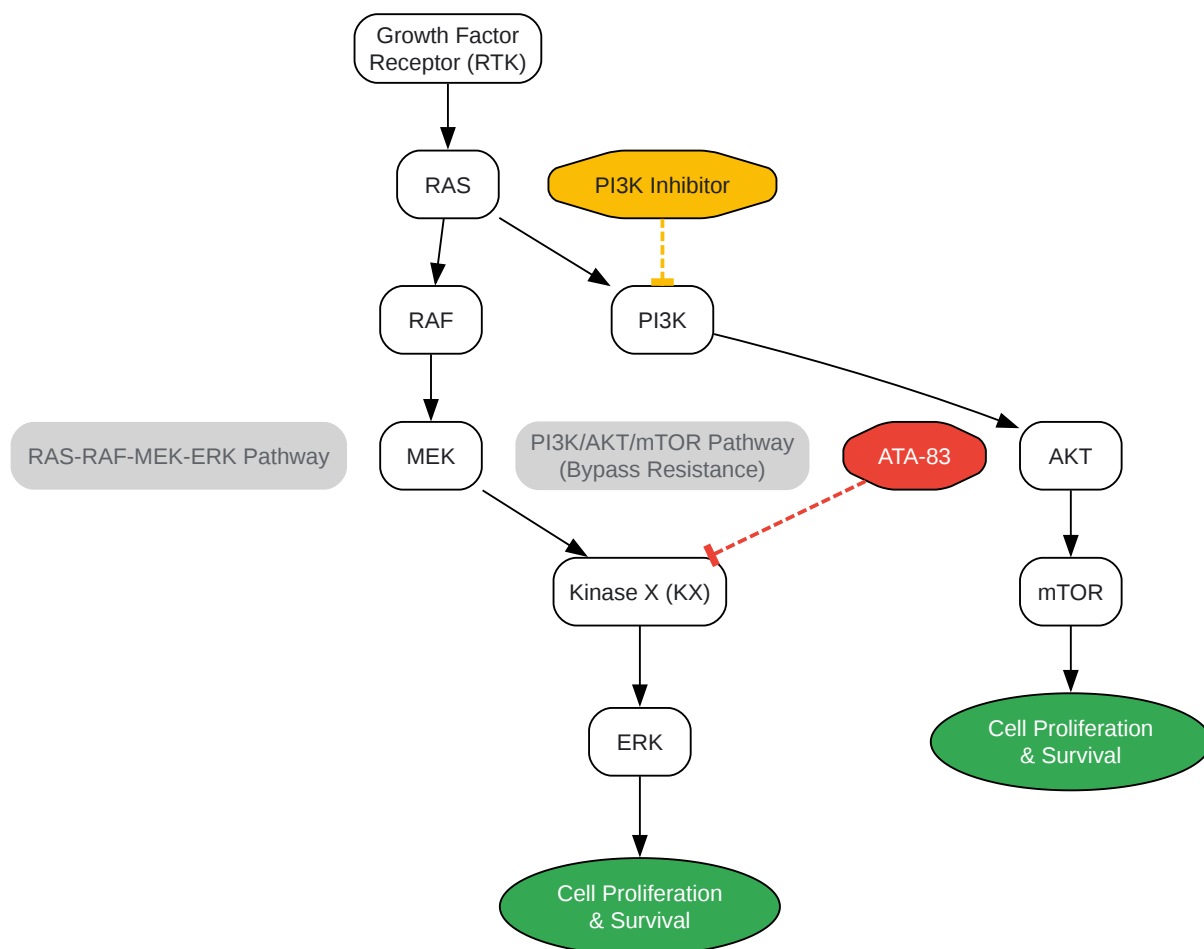 Growth Factor
Receptor (RTK)
RAS
PI3K Inhibitor
RAF
PI3K
RAS-RAF-MEK-ERK Pathway
MEK
PI3K/AKT/mTOR Pathway
(Bypass Resistance)
ATA-83
AKT
Kinase X (KX)
mTOR
ERK
Cell Proliferation
& Survival
Cell Proliferation
& Survival